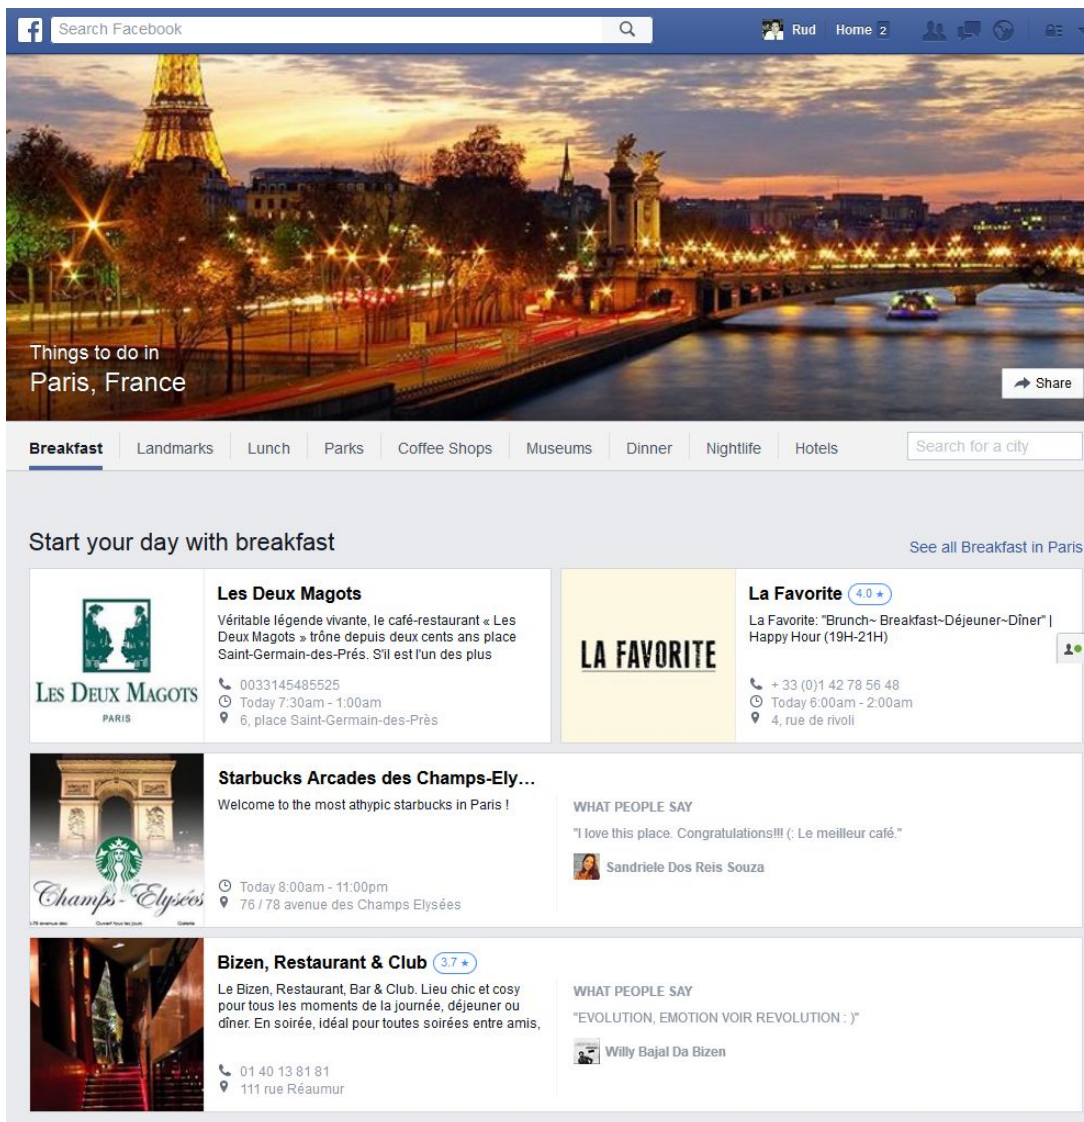 Search Facebook
Rud
Home 2
Things to do in
Paris, France
Share
Breakfast
Landmarks
Lunch
Parks
Coffee Shops
Museums
Dinner
Nightlife
Hotels
Search for a city
Start your day with breakfast
See all Breakfast in Paris
LES DEUX MAGOTS
PARIS
Les Deux Magots
Véritable légende vivante, le café-restaurant « Les
Deux Magots » trône depuis deux cents ans place
Saint-Germain-des-Prés. S'il est l'un des plus
0033145485525
Today 7:30am - 1:00am
6, place Saint-Germain-des-Près
LA FAVORITE
La Favorite 4.0 ★
La Favorite: "Brunch~ Breakfast~Déjeuner~Dîner" |
Happy Hour (19H-21H)
+ 33 (0)1 42 78 56 48
Today 6:00am - 2:00am
4, rue de rivoli
Champs-Elysées
Starbucks Arcades des Champs-Ely...
Welcome to the most athypic starbucks in Paris !
Today 8:00am - 11:00pm
76 / 78 avenue des Champs Elysées
WHAT PEOPLE SAY
"I love this place. Congratulations!!! (: Le meilleur café."
Sandriele Dos Reis Souza
Bizen, Restaurant & Club 3.7 ★
Le Bizen, Restaurant, Bar & Club. Lieu chic et cosy
pour tous les moments de la journée, déjeuner ou
dîner. En soirée, idéal pour toutes soirées entre amis,
01 40 13 81 81
111 rue Réaumur
WHAT PEOPLE SAY
"EVOLUTION, EMOTION VOIR REVOLUTION : )"
Willy Bajal Da Bizen